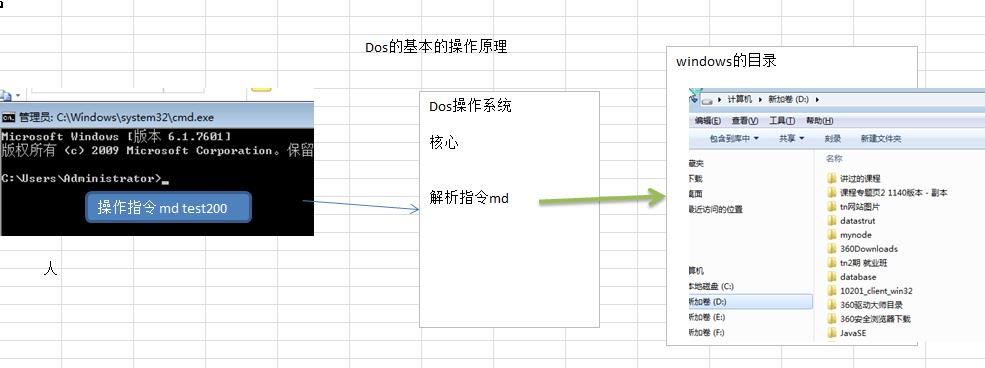 Dos的基本的操作原理
管理员: C:\Windows\system32\cmd.exe
Microsoft Windows [版本 6.1.7601]
版权所有 (c) 2009 Microsoft Corporation。保留
C:\Users\Administrator>_
操作指令 md test200
人
Dos操作系统
核心
解析指令md
windows的目录
计算机 新加卷 (D:)
编辑(E) 查看(V) 工具(T) 帮助(H)
包含到库中 共享 刻录 新建文件夹
藏夹
下载
桌面
最近访问的位置
算机
本地磁盘 (C:)
新加卷 (D:)
新加卷 (E:)
新加卷 (F:)
名称
讲过的课程
课程专题页2 1140版本 - 副本
tn网站图片
datastrut
mynode
360Downloads
tn2期 就业班
database
10201_client_win32
360驱动大师目录
360安全浏览器下载
JavaSE